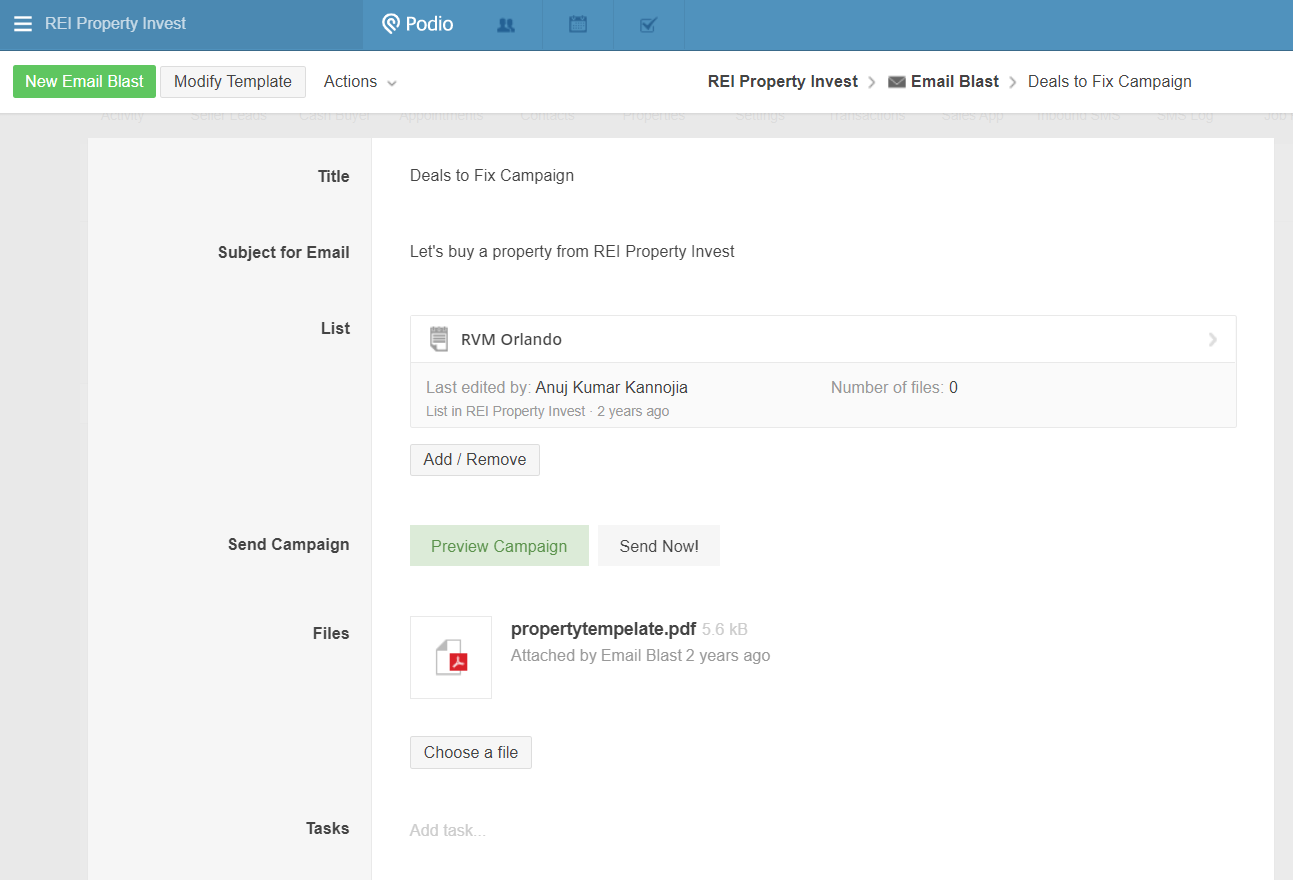 REI Property Invest
Podio
New Email Blast
Modify Template
Actions
REI Property Invest > Email Blast > Deals to Fix Campaign
Activity Seller Leads Cash Buyer Appointments Contacts Properties Settings Transactions Sales App Inbound SMS SMS Log
Title
Deals to Fix Campaign
Subject for Email
Let's buy a property from REI Property Invest
List
RVM Orlando
Last edited by: Anuj Kumar Kannojia
Number of files: 0
List in REI Property Invest · 2 years ago
Add / Remove
Send Campaign
Preview Campaign
Send Now!
Files
propertytempelate.pdf 5.6 kB
Attached by Email Blast 2 years ago
Choose a file
Tasks
Add task...